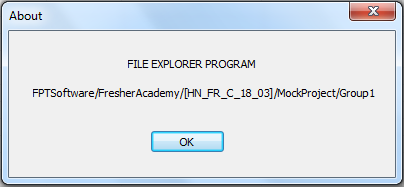 About
FILE EXPLORER PROGRAM
FPTSoftware/FresherAcademy/[HN_FR_C_18_03]/MockProject/Group1
OK